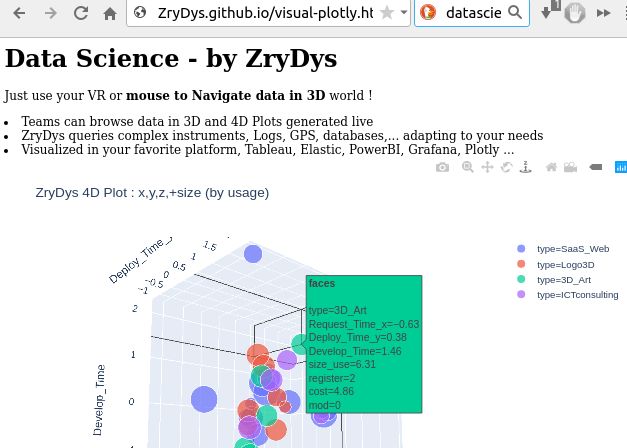 ZryDys.github.io/visual-plotly.ht
datascie
1
Data Science - by ZryDys
Just use your VR or mouse to Navigate data in 3D world !
• Teams can browse data in 3D and 4D Plots generated live
• ZryDys queries complex instruments, Logs, GPS, databases,... adapting to your needs
• Visualized in your favorite platform, Tableau, Elastic, PowerBI, Grafana, Plotly ...
ZryDys 4D Plot : x,y,z,+size (by usage)
type=SaaS_Web
type=Logo3D
type=3D_Art
type=ICTconsulting
Deploy_Time_
1.5
1
0.5
0
−0.5
−1
2
1
0
Develop_Time
faces
type=3D_Art
Request_Time_x=−0.63
Deploy_Time_y=0.38
Develop_Time=1.46
size_use=6.31
register=2
cost=4.86
mod=0